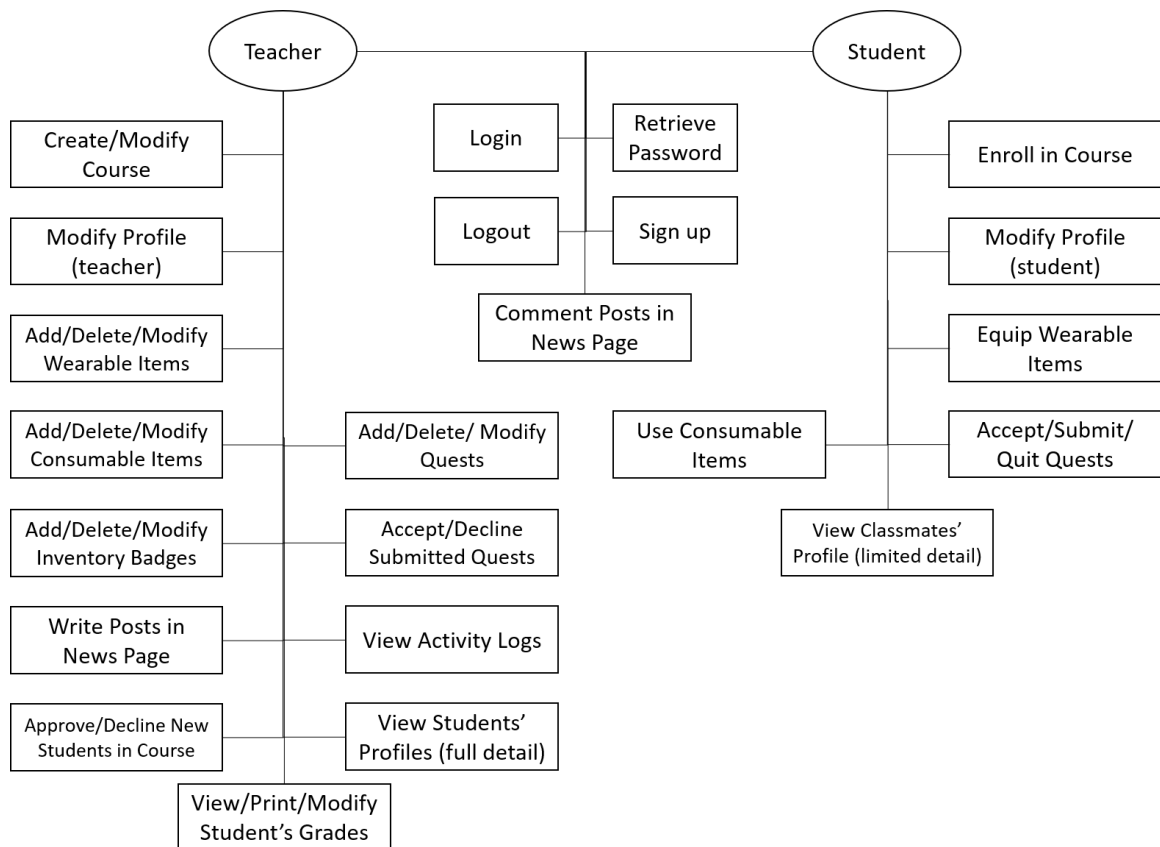 Teacher
Student
Login
Retrieve
Password
Logout
Sign up
Comment Posts in
News Page
Create/Modify
Course
Modify Profile
(teacher)
Add/Delete/Modify
Wearable Items
Add/Delete/Modify
Consumable Items
Add/Delete/Modify
Inventory Badges
Write Posts in
News Page
Approve/Decline New
Students in Course
Add/Delete/ Modify
Quests
Accept/Decline
Submitted Quests
View Activity Logs
View Students’
Profiles (full detail)
View/Print/Modify
Student’s Grades
Enroll in Course
Modify Profile
(student)
Equip Wearable
Items
Use Consumable
Items
Accept/Submit/
Quit Quests
View Classmates’
Profile (limited detail)